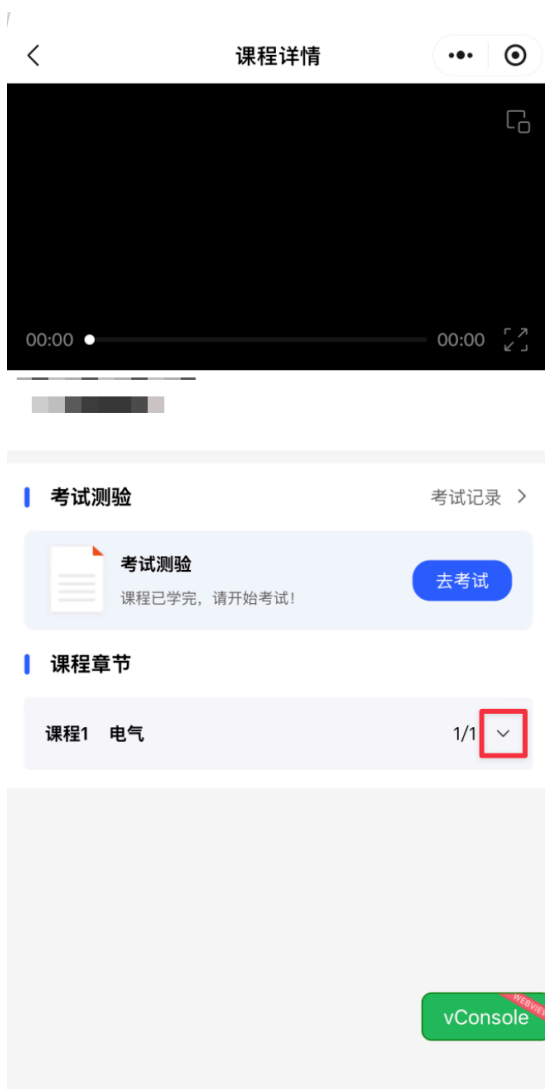 课程详情
00:00
00:00
考试测验
考试记录
考试测验
课程已学完，请开始考试！
去考试
课程章节
课程1 电气
1/1
vConsole
WEBVIEW